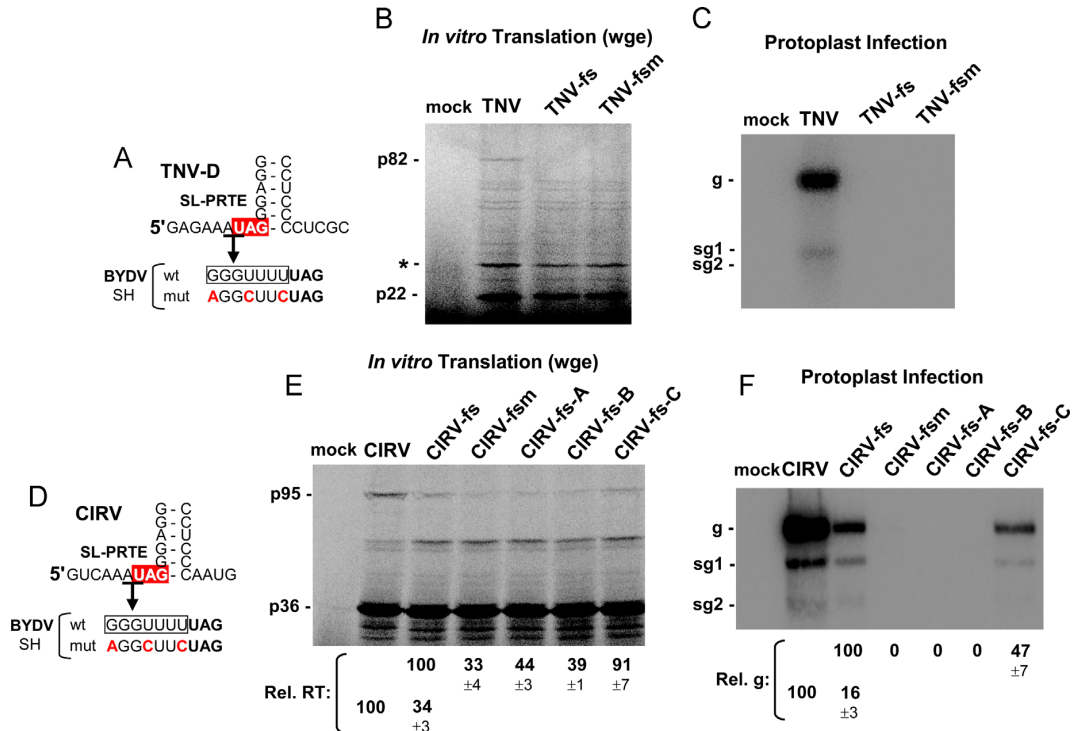 A
TNV-D
G - C
G - C
A - U
G - C
G - C
SL-PRTE
5'GAGAAAUAG - CCUCGC
BYDV wt GGGUUUUUAG
SH mut AGGCUUCUAG
B
In vitro Translation (wge)
mock TNV TNV-fs TNV-fsm
p82 -
* -
p22 -
C
Protoplast Infection
mock TNV TNV-fs TNV-fsm
g -
sg1 -
sg2 -
D
CIRV
G - C
G - C
A - U
G - C
G - C
SL-PRTE
5'GUCAAAUAG - CAAUG
BYDV wt GGGUUUUUAG
SH mut AGGCUUCUAG
E
In vitro Translation (wge)
mock CIRV CIRV-fs CIRV-fsm CIRV-fs-A CIRV-fs-B CIRV-fs-C
p95 -
p36 -
Rel. RT:
100 33 44 39 91
±4 ±3 ±1 ±7
100 34
±3
F
Protoplast Infection
mock CIRV CIRV-fs CIRV-fsm CIRV-fs-A CIRV-fs-B CIRV-fs-C
g -
sg1 -
sg2 -
Rel. g:
100 0 0 0 47
±7
100 16
±3